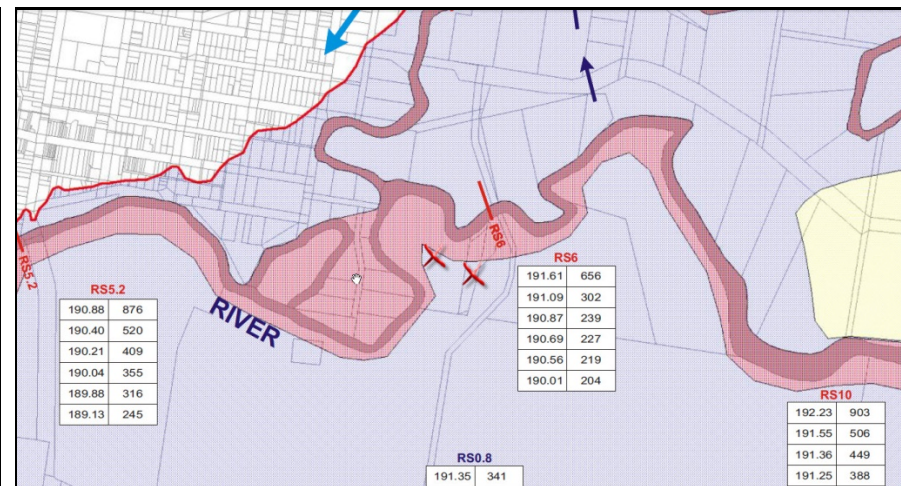 RS6
RS5.2
RS6
RS5.2
191.61 656
190.88 876
191.09 302
190.40 520
190.87 239
190.21 409
190.69 227
190.04 355
190.56 219
189.88 316
190.01 204
189.13 245
RIVER
RS10
192.23 903
191.55 506
191.36 449
191.25 388
RS0.8
191.35 341